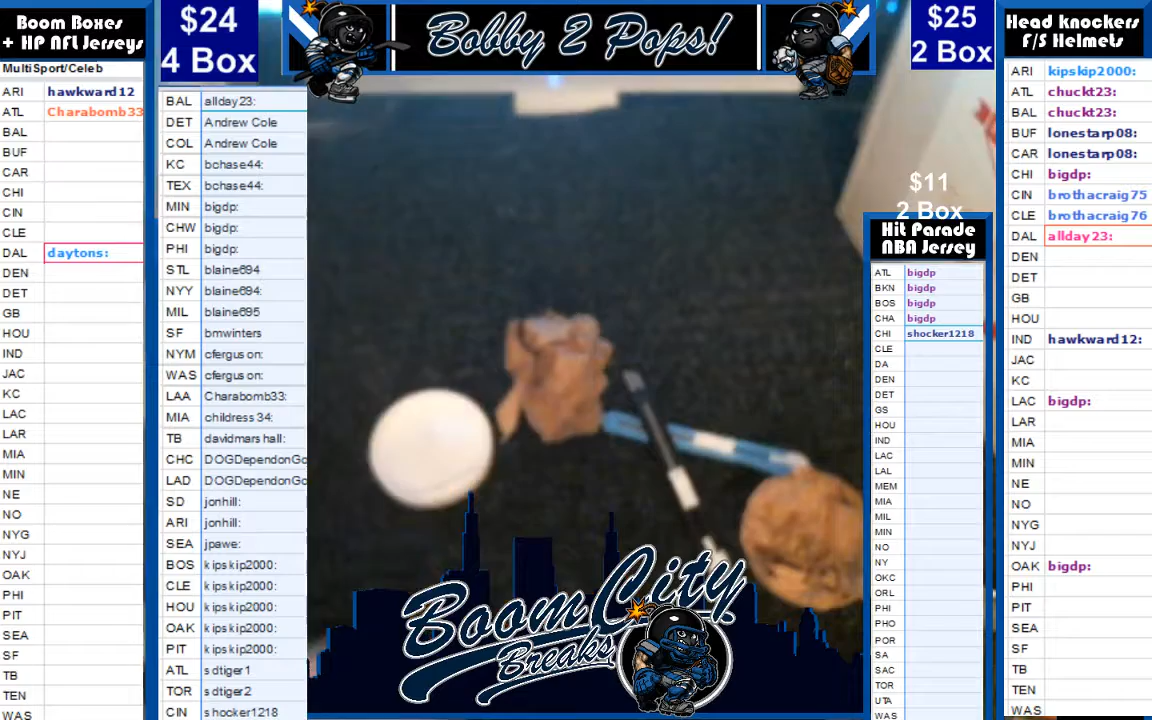 Boom Boxes
+ HP NFL Jerseys
MultiSport/Celeb
ARI hawkward12
ATL Charabomb33
BAL
BUF
CAR
CHI
CIN
CLE
DAL daytons:
DEN
DET
GB
HOU
IND
JAC
KC
LAC
LAR
MIA
MIN
NE
NO
NYG
NYJ
OAK
PHI
PIT
SEA
SF
TB
TEN
WAS
$24
4 Box
BAL allday23:
DET Andrew Cole
COL Andrew Cole
KC bchase44:
TEX bchase44:
MIN bigdp:
CHW bigdp:
PHI bigdp:
STL blaine694
NYY blaine694:
MIL blaine695
SF bmwinters
NYM cferguson:
WAS cferguson:
LAA Charabomb33:
MIA childress 34:
TB davidmarshall:
CHC DOGDependonGo
LAD DOGDependonGo
SD jonhill:
ARI jonhill:
SEA jpawe:
BOS kipskip2000:
CLE kipskip2000:
HOU kipskip2000:
OAK kipskip2000:
PIT kipskip2000:
ATL sdtiger1
TOR sdtiger2
CIN shocker1218
Bobby 2 Pops!
Boom City
Breaks
$25
2 Box
$11
2 Box
Hit Parade
NBA Jersey
ATL bigdp
BKN bigdp
BOS bigdp
CHA bigdp
CHI shocker1218
CLE
DA
DEN
DET
GS
HOU
IND
LAC
LAL
MEM
MIA
MIL
MIN
NO
NY
OKC
ORL
PHI
PHO
POR
SA
SAC
TOR
UTA
WAS
Head knockers
F/S Helmets
ARI kipskip2000:
ATL chuckt23:
BAL chuckt23:
BUF lonestarp08:
CAR lonestarp08:
CHI bigdp:
CIN brothacraig75
CLE brothacraig76
DAL allday23:
DEN
DET
GB
HOU
IND hawkward12:
JAC
KC
LAC bigdp:
LAR
MIA
MIN
NE
NO
NYG
NYJ
OAK bigdp:
PHI
PIT
SEA
SF
TB
TEN
WAS